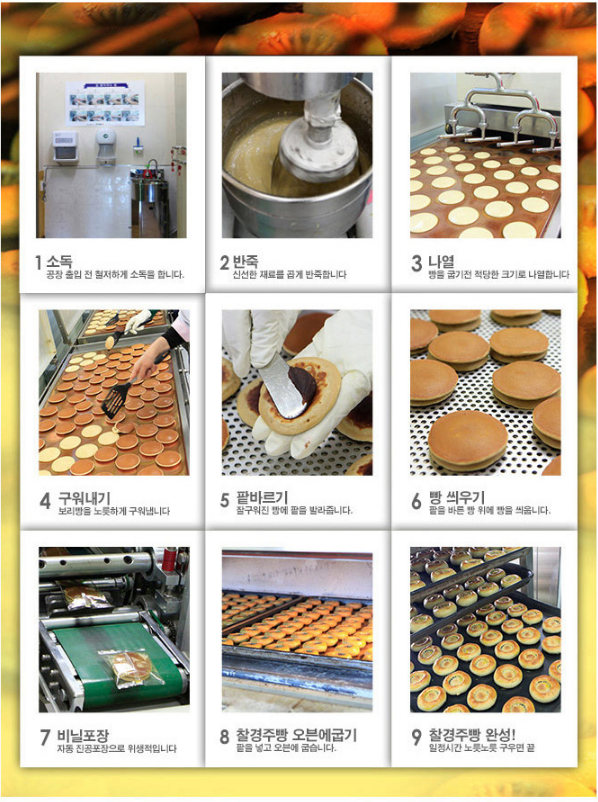 1 소독
공장 출입 전 철저하게 소독을 합니다.
2 반죽
신선한 재료를 곱게 반죽합니다
3 나열
빵을 굽기전 적당한 크기로 나열합니다
4 구워내기
보리빵을 노릇하게 구워냅니다
5 팥바르기
잘구워진 빵에 팥을 발라줍니다.
6 빵 씌우기
팥을 바른 빵 위에 빵을 씌움니다.
7 비닐포장
자동 진공포장으로 위생적입니다
8 찰경주빵 오븐에굽기
팥을 넣고 오븐에 굽습니다.
9 찰경주빵 완성!
일정시간 노릇노릇 구우면 끝